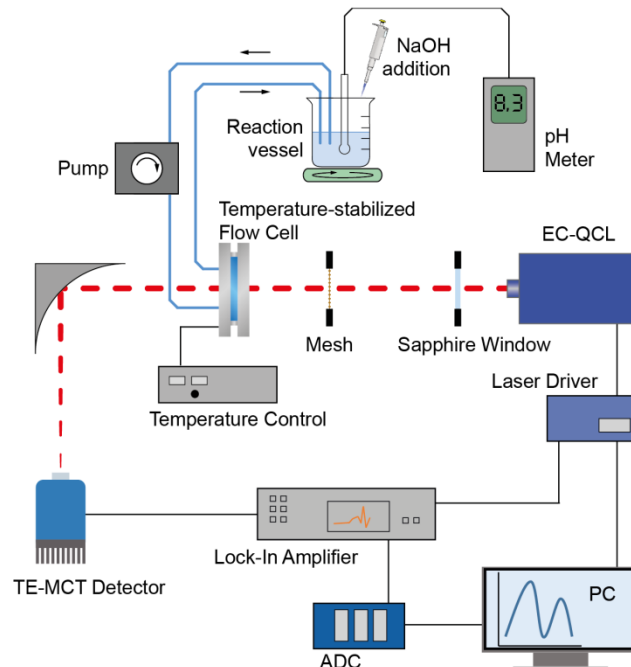 NaOH
addition
8.3
Reaction
vessel
pH
Meter
Pump
Temperature-stabilized
Flow Cell
EC-QCL
Mesh
Sapphire Window
Laser Driver
Temperature Control
Lock-In Amplifier
TE-MCT Detector
PC
ADC